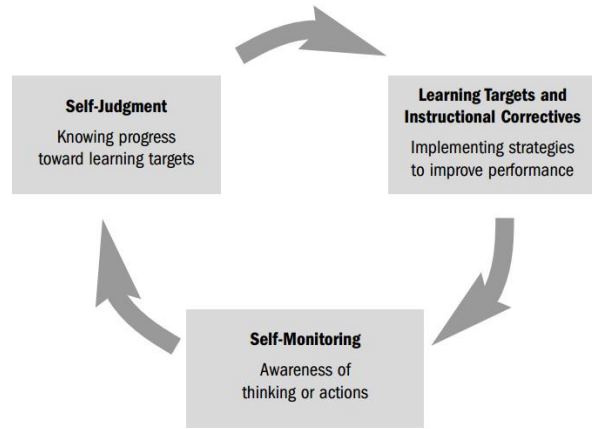 Self-Judgment
Knowing progress
toward learning targets
Learning Targets and
Instructional Correctives
Implementing strategies
to improve performance
Self-Monitoring
Awareness of
thinking or actions